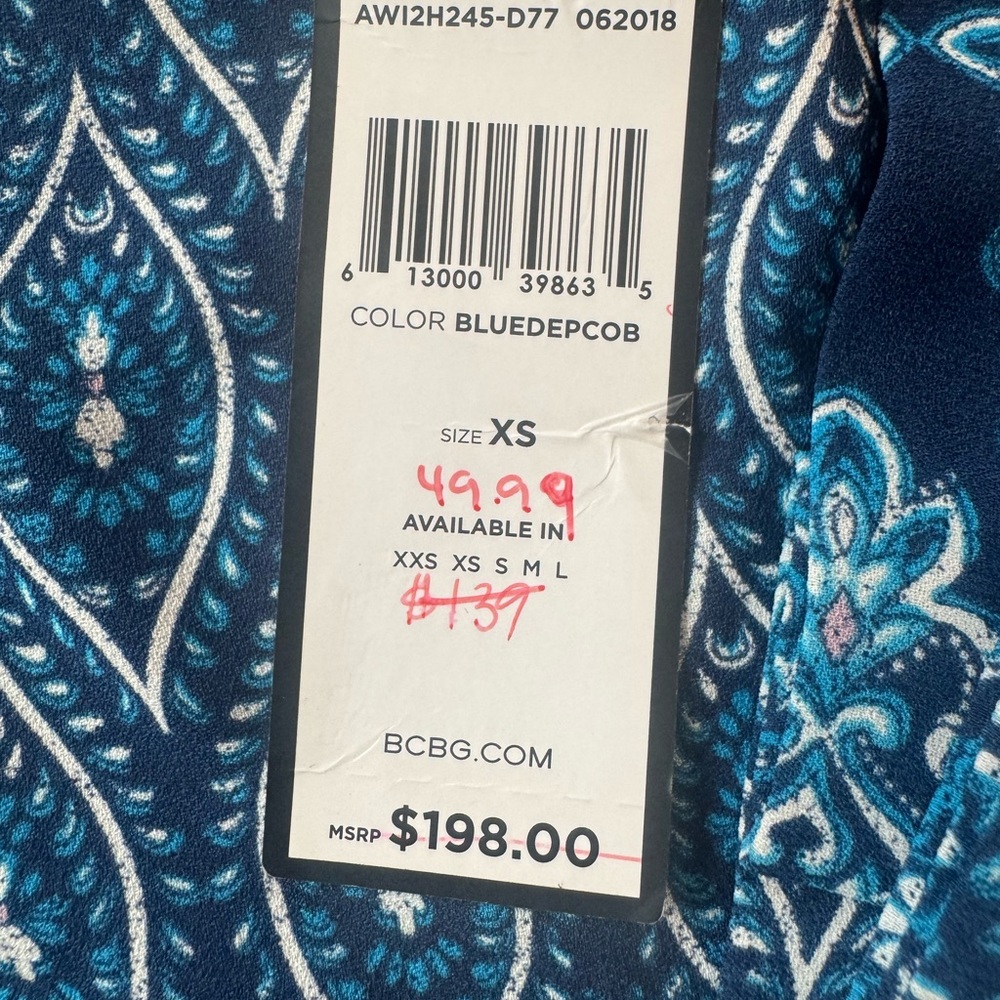 AWI2H245-D77 062018
6 13000 39863 5
COLOR BLUEDEPCOB
SIZE XS
49.99
AVAILABLE IN
XXS XS S M L
$139
BCBG.COM
MSRP $198.00